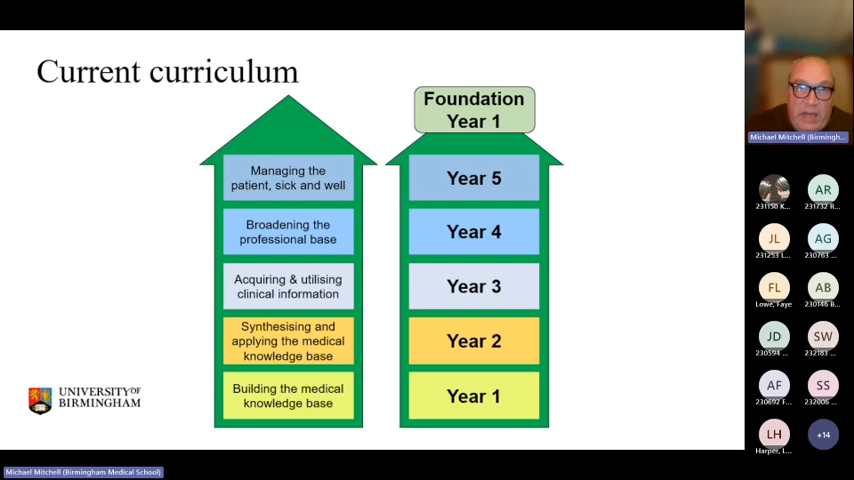 Current curriculum
Managing the
patient, sick and well
Broadening the
professional base
Acquiring & utilising
clinical information
Synthesising and
applying the medical
knowledge base
Building the medical
knowledge base
Foundation
Year 1
Year 5
Year 4
Year 3
Year 2
Year 1
UNIVERSITY OF
BIRMINGHAM
Michael Mitchell (Birmingh...
231150 K...
AR
231732 R...
JL
231253 L...
AG
230763 ...
FL
Lowe, Faye
AB
230146 B...
JD
230594 ...
SW
232183 ...
AF
230692 F...
SS
232006 ...
LH
Harper, L...
+14
Michael Mitchell (Birmingham Medical School)